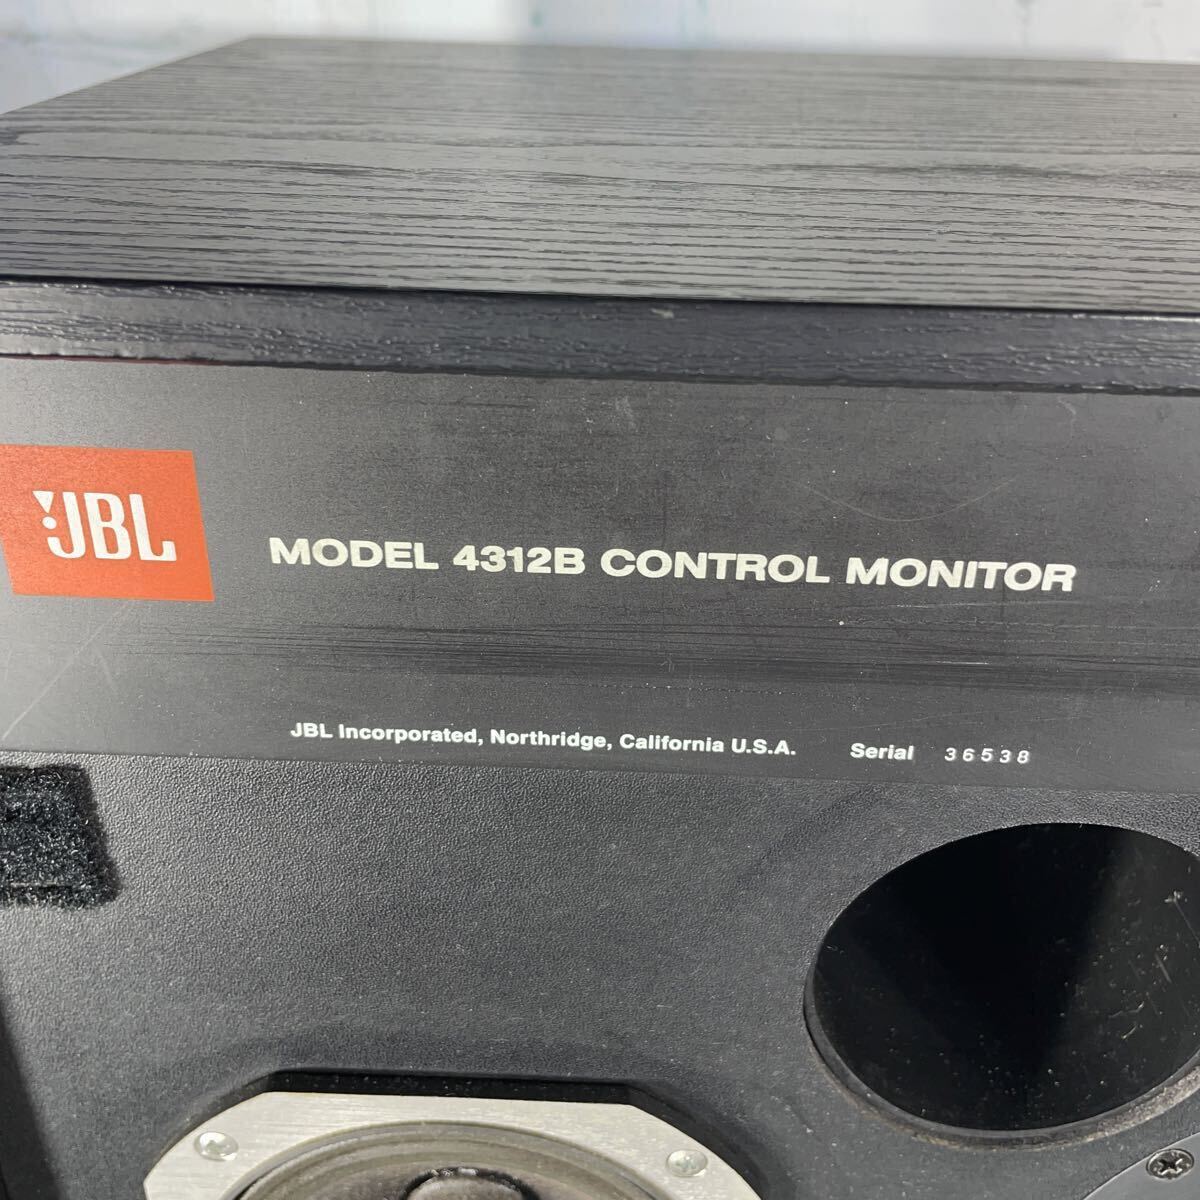 JBL
MODEL 4312B CONTROL MONITOR
JBL Incorporated, Northridge, California U.S.A. Serial 36538